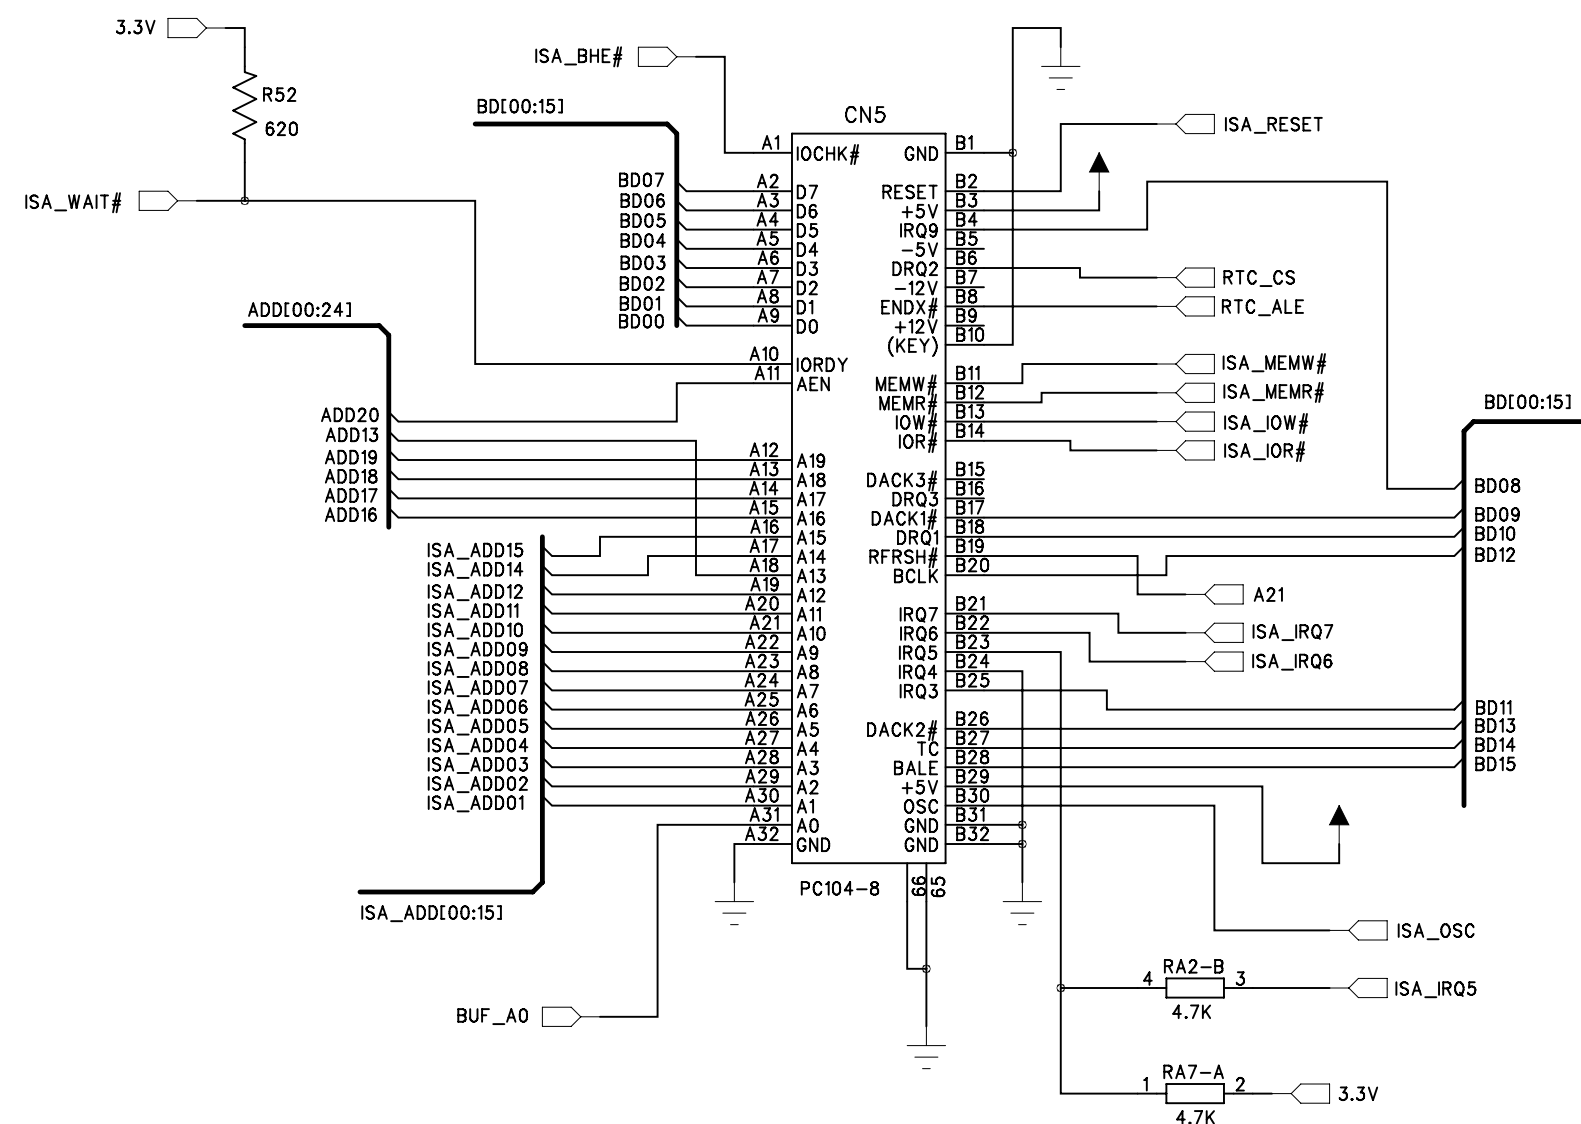 3.3V
R52
620
ISA_WAIT#
ISA_BHE#
BD[00:15]
BD07
BD06
BD05
BD04
BD03
BD02
BD01
BD00
ADD[00:24]
ADD20
ADD13
ADD19
ADD18
ADD17
ADD16
ISA_ADD15
ISA_ADD14
ISA_ADD12
ISA_ADD11
ISA_ADD10
ISA_ADD09
ISA_ADD08
ISA_ADD07
ISA_ADD06
ISA_ADD05
ISA_ADD04
ISA_ADD03
ISA_ADD02
ISA_ADD01
ISA_ADD[00:15]
BUF_A0
CN5
A1 IOCHK#
A2 D7
A3 D6
A4 D5
A5 D4
A6 D3
A7 D2
A8 D1
A9 D0
A10 IORDY
A11 AEN
A12 A19
A13 A18
A14 A17
A15 A16
A16 A15
A17 A14
A18 A13
A19 A12
A20 A11
A21 A10
A22 A9
A23 A8
A24 A7
A25 A6
A26 A5
A27 A4
A28 A3
A29 A2
A30 A1
A31 A0
A32 GND
GND B1
RESET B2
+5V B3
IRQ9 B4
-5V B5
DRQ2 B6
-12V B7
ENDX# B8
+12V B9
(KEY) B10
MEMW# B11
MEMR# B12
IOW# B13
IOR# B14
DACK3# B15
DRQ3 B16
DACK1# B17
DRQ1 B18
RFRSH# B19
BCLK B20
IRQ7 B21
IRQ6 B22
IRQ5 B23
IRQ4 B24
IRQ3 B25
DACK2# B26
TC B27
BALE B28
+5V B29
OSC B30
GND B31
GND B32
PC104-8
66
65
ISA_RESET
RTC_CS
RTC_ALE
ISA_MEMW#
ISA_MEMR#
ISA_IOW#
ISA_IOR#
BD[00:15]
BD08
BD09
BD10
BD12
A21
ISA_IRQ7
ISA_IRQ6
BD11
BD13
BD14
BD15
ISA_OSC
RA2-B
4 3
4.7K
ISA_IRQ5
RA7-A
1 2
4.7K
3.3V